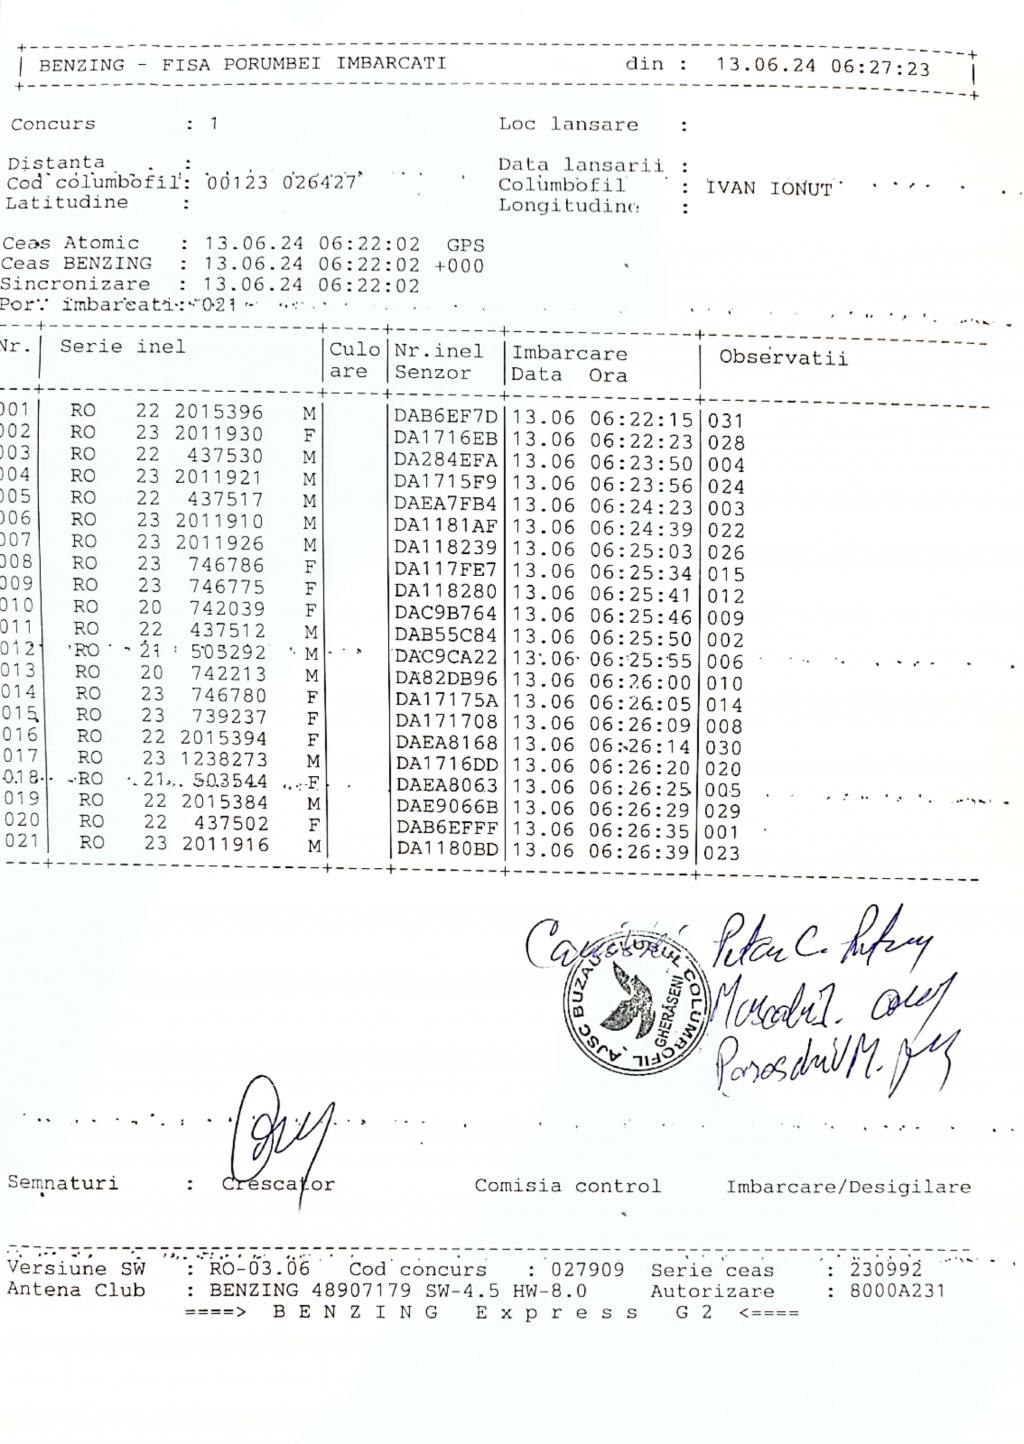 BENZING - FISA PORUMBEI IMBARCATI din : 13.06.24 06:27:23
Concurs : 1 Loc lansare :
Distanta : Data lansarii :
Cod columbofil: 00123 026427 Columbofil : IVAN IONUT
Latitudine : Longitudine :
Ceas Atomic : 13.06.24 06:22:02 GPS
Ceas BENZING : 13.06.24 06:22:02 +000
Sincronizare : 13.06.24 06:22:02
Por. imbarcati: 021
Nr. Serie inel Culo Nr.inel Imbarcare Observatii
are Senzor Data Ora
001 RO 22 2015396 M DAB6EF7D 13.06 06:22:15 031
002 RO 23 2011930 F DA1716EB 13.06 06:22:23 028
003 RO 22 437530 M DA284EFA 13.06 06:23:50 004
004 RO 23 2011921 M DA1715F9 13.06 06:23:56 024
005 RO 22 437517 M DAEA7FB4 13.06 06:24:23 003
006 RO 23 2011910 M DA1181AF 13.06 06:24:39 022
007 RO 23 2011926 M DA118239 13.06 06:25:03 026
008 RO 23 746786 F DA117FE7 13.06 06:25:34 015
009 RO 23 746775 F DA118280 13.06 06:25:41 012
010 RO 20 742039 F DAC9B764 13.06 06:25:46 009
011 RO 22 437512 M DAB55C84 13.06 06:25:50 002
012 RO 21 503292 M DAC9CA22 13.06 06:25:55 006
013 RO 20 742213 M DA82DB96 13.06 06:26:00 010
014 RO 23 746780 F DA17175A 13.06 06:26:05 014
015 RO 23 739237 F DA171708 13.06 06:26:09 008
016 RO 22 2015394 F DAEA8168 13.06 06:26:14 030
017 RO 23 1238273 M DA1716DD 13.06 06:26:20 020
018 RO 21 503544 F DAEA8063 13.06 06:26:25 005
019 RO 22 2015384 M DAE9066B 13.06 06:26:29 029
020 RO 22 437502 F DAB6EFFF 13.06 06:26:35 001
021 RO 23 2011916 M DA1180BD 13.06 06:26:39 023
AJSC BUZAU CLUBUL COLUMBOFIL GHERĂSENI
Semnaturi : Crescator Comisia control Imbarcare/Desigilare
Versiune SW : RO-03.06 Cod concurs : 027909 Serie ceas : 230992
Antena Club : BENZING 48907179 SW-4.5 HW-8.0 Autorizare : 8000A231
====> BENZING Express G2 <====